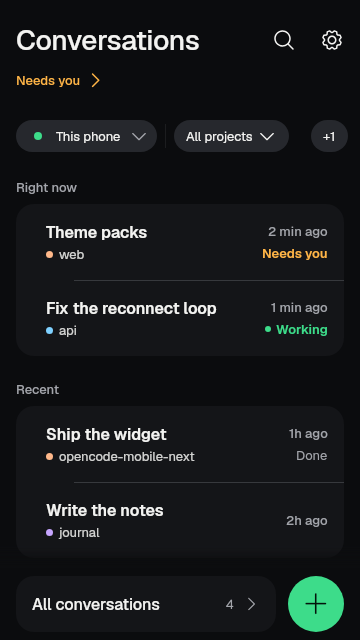 Conversations
Needs you
This phone
All projects
+1
Right now
Theme packs
2 min ago
web
Needs you
Fix the reconnect loop
1 min ago
api
Working
Recent
Ship the widget
1h ago
opencode-mobile-next
Done
Write the notes
2h ago
journal
All conversations
4